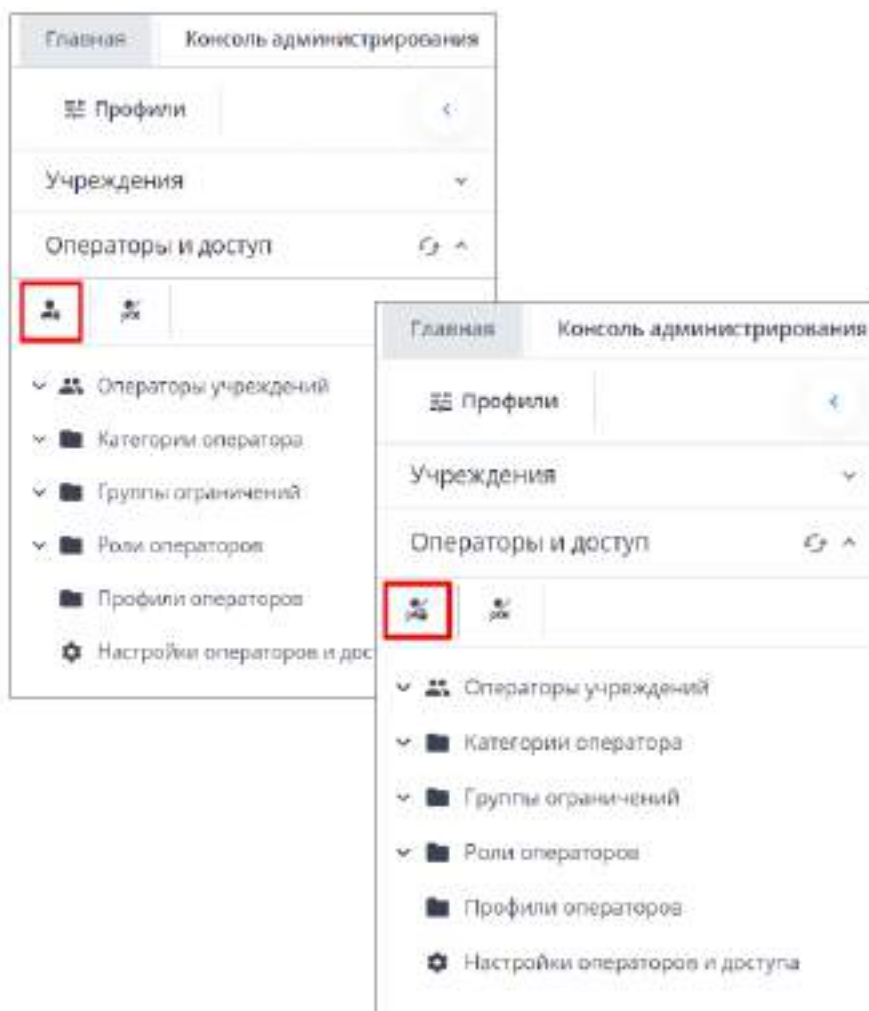 Главная Консоль администрирования
Профили
Учреждения
Операторы и доступ
Операторы учреждений
Категории оператора
Группы ограничений
Роли операторов
Профили операторов
Настройки операторов и дос
Главная Консоль администрирования
Профили
Учреждения
Операторы и доступ
Операторы учреждений
Категории оператора
Группы ограничений
Роли операторов
Профили операторов
Настройки операторов и доступа